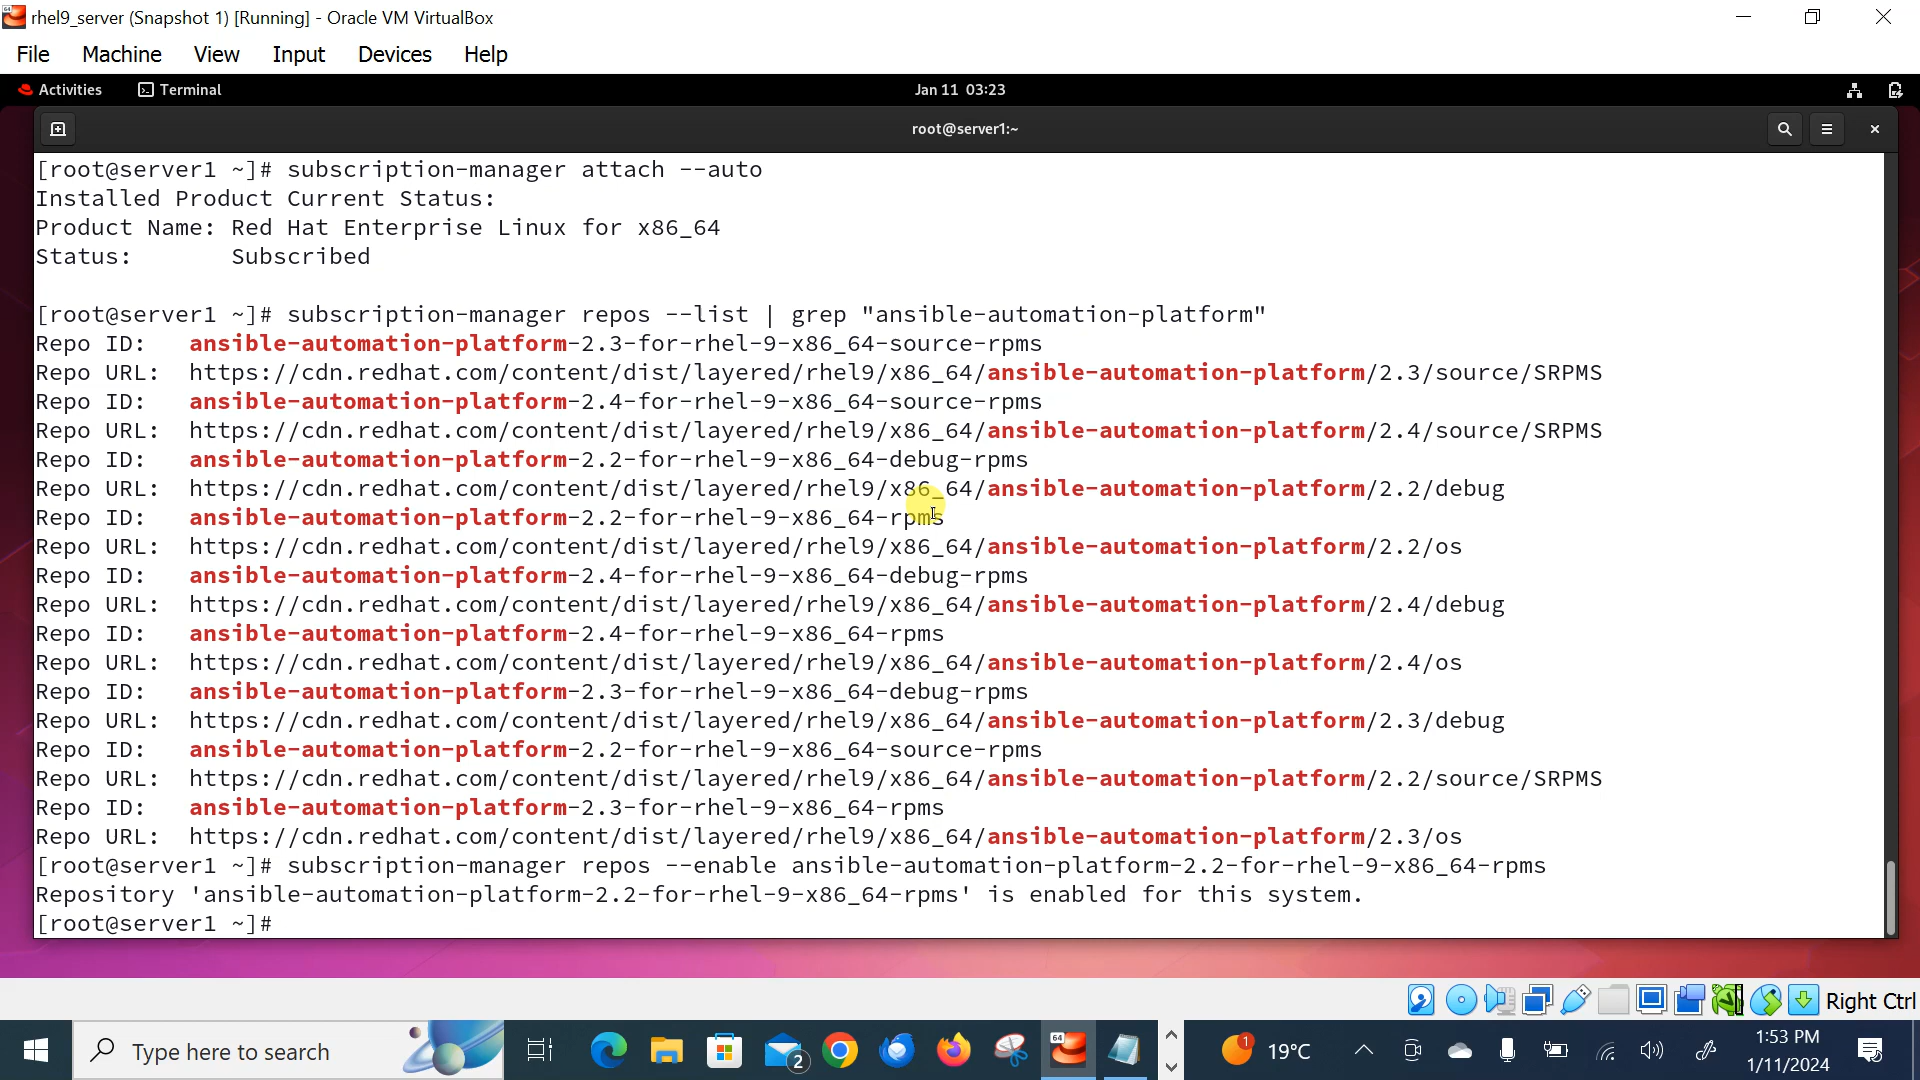 rhel9_server (Snapshot 1) [Running] - Oracle VM VirtualBox
File Machine View Input Devices Help
Activities Terminal Jan 11 03:23
root@server1:~
[root@server1 ~]# subscription-manager attach --auto
Installed Product Current Status:
Product Name: Red Hat Enterprise Linux for x86_64
Status: Subscribed
[root@server1 ~]# subscription-manager repos --list | grep "ansible-automation-platform"
Repo ID: ansible-automation-platform-2.3-for-rhel-9-x86_64-source-rpms
Repo URL: https://cdn.redhat.com/content/dist/layered/rhel9/x86_64/ansible-automation-platform/2.3/source/SRPMS
Repo ID: ansible-automation-platform-2.4-for-rhel-9-x86_64-source-rpms
Repo URL: https://cdn.redhat.com/content/dist/layered/rhel9/x86_64/ansible-automation-platform/2.4/source/SRPMS
Repo ID: ansible-automation-platform-2.2-for-rhel-9-x86_64-debug-rpms
Repo URL: https://cdn.redhat.com/content/dist/layered/rhel9/x86_64/ansible-automation-platform/2.2/debug
Repo ID: ansible-automation-platform-2.2-for-rhel-9-x86_64-rpms
Repo URL: https://cdn.redhat.com/content/dist/layered/rhel9/x86_64/ansible-automation-platform/2.2/os
Repo ID: ansible-automation-platform-2.4-for-rhel-9-x86_64-debug-rpms
Repo URL: https://cdn.redhat.com/content/dist/layered/rhel9/x86_64/ansible-automation-platform/2.4/debug
Repo ID: ansible-automation-platform-2.4-for-rhel-9-x86_64-rpms
Repo URL: https://cdn.redhat.com/content/dist/layered/rhel9/x86_64/ansible-automation-platform/2.4/os
Repo ID: ansible-automation-platform-2.3-for-rhel-9-x86_64-debug-rpms
Repo URL: https://cdn.redhat.com/content/dist/layered/rhel9/x86_64/ansible-automation-platform/2.3/debug
Repo ID: ansible-automation-platform-2.2-for-rhel-9-x86_64-source-rpms
Repo URL: https://cdn.redhat.com/content/dist/layered/rhel9/x86_64/ansible-automation-platform/2.2/source/SRPMS
Repo ID: ansible-automation-platform-2.3-for-rhel-9-x86_64-rpms
Repo URL: https://cdn.redhat.com/content/dist/layered/rhel9/x86_64/ansible-automation-platform/2.3/os
[root@server1 ~]# subscription-manager repos --enable ansible-automation-platform-2.2-for-rhel-9-x86_64-rpms
Repository 'ansible-automation-platform-2.2-for-rhel-9-x86_64-rpms' is enabled for this system.
[root@server1 ~]#
Right Ctrl
Type here to search 2 64 1 19°C 1:53 PM
1/11/2024